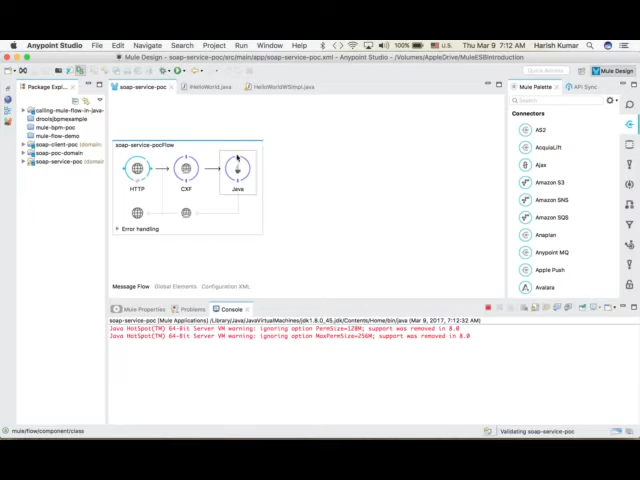 Anypoint Studio File Edit Navigate Search Project Run Window Help 100% U.S. Thu Mar 9 7:12 AM Harish Kumar
Mule Design - soap-service-poc/src/main/app/soap-service-poc.xml - Anypoint Studio - /Volumes/AppleDrive/MuleESBIntroduction
Quick Access Mule Design
Package Expl... soap-service-poc IHelloWorld.java HelloWorldWSImpl.java Mule Palette API Sync
Search
Connectors
calling-mule-flow-in-java-
droolsjbpmexample
mule-bpm-poc
mule-flow-demo
soap-client-poc (domain
soap-poc-domain
soap-service-poc (domain
soap-service-pocFlow
HTTP CXF Java
Error handling
AS2
AcquiaLift
Ajax
Amazon S3
Amazon SNS
Amazon SQS
Anaplan
Anypoint MQ
Apple Push
Avalara
Message Flow Global Elements Configuration XML
Mule Properties Problems Console
soap-service-poc [Mule Applications] /Library/Java/JavaVirtualMachines/jdk1.8.0_45.jdk/Contents/Home/bin/java (Mar 9, 2017, 7:12:32 AM)
Java HotSpot(TM) 64-Bit Server VM warning: ignoring option PermSize=128M; support was removed in 8.0
Java HotSpot(TM) 64-Bit Server VM warning: ignoring option MaxPermSize=256M; support was removed in 8.0
mule/flow/component/class Validating soap-service-poc